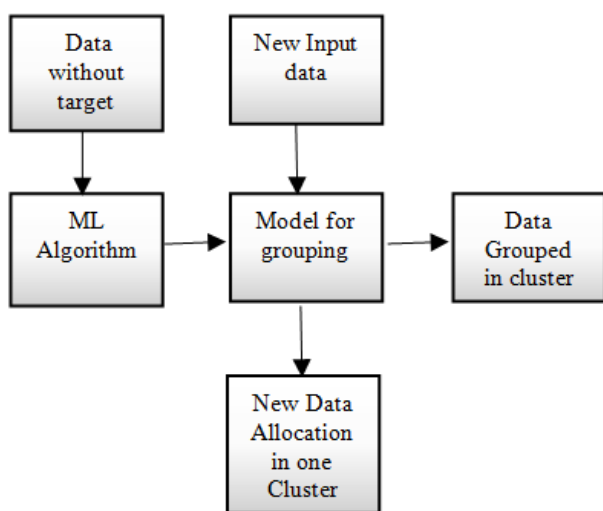 Data
without
target
New Input
data
ML
Algorithm
Model for
grouping
Data
Grouped
in cluster
New Data
Allocation
in one
Cluster